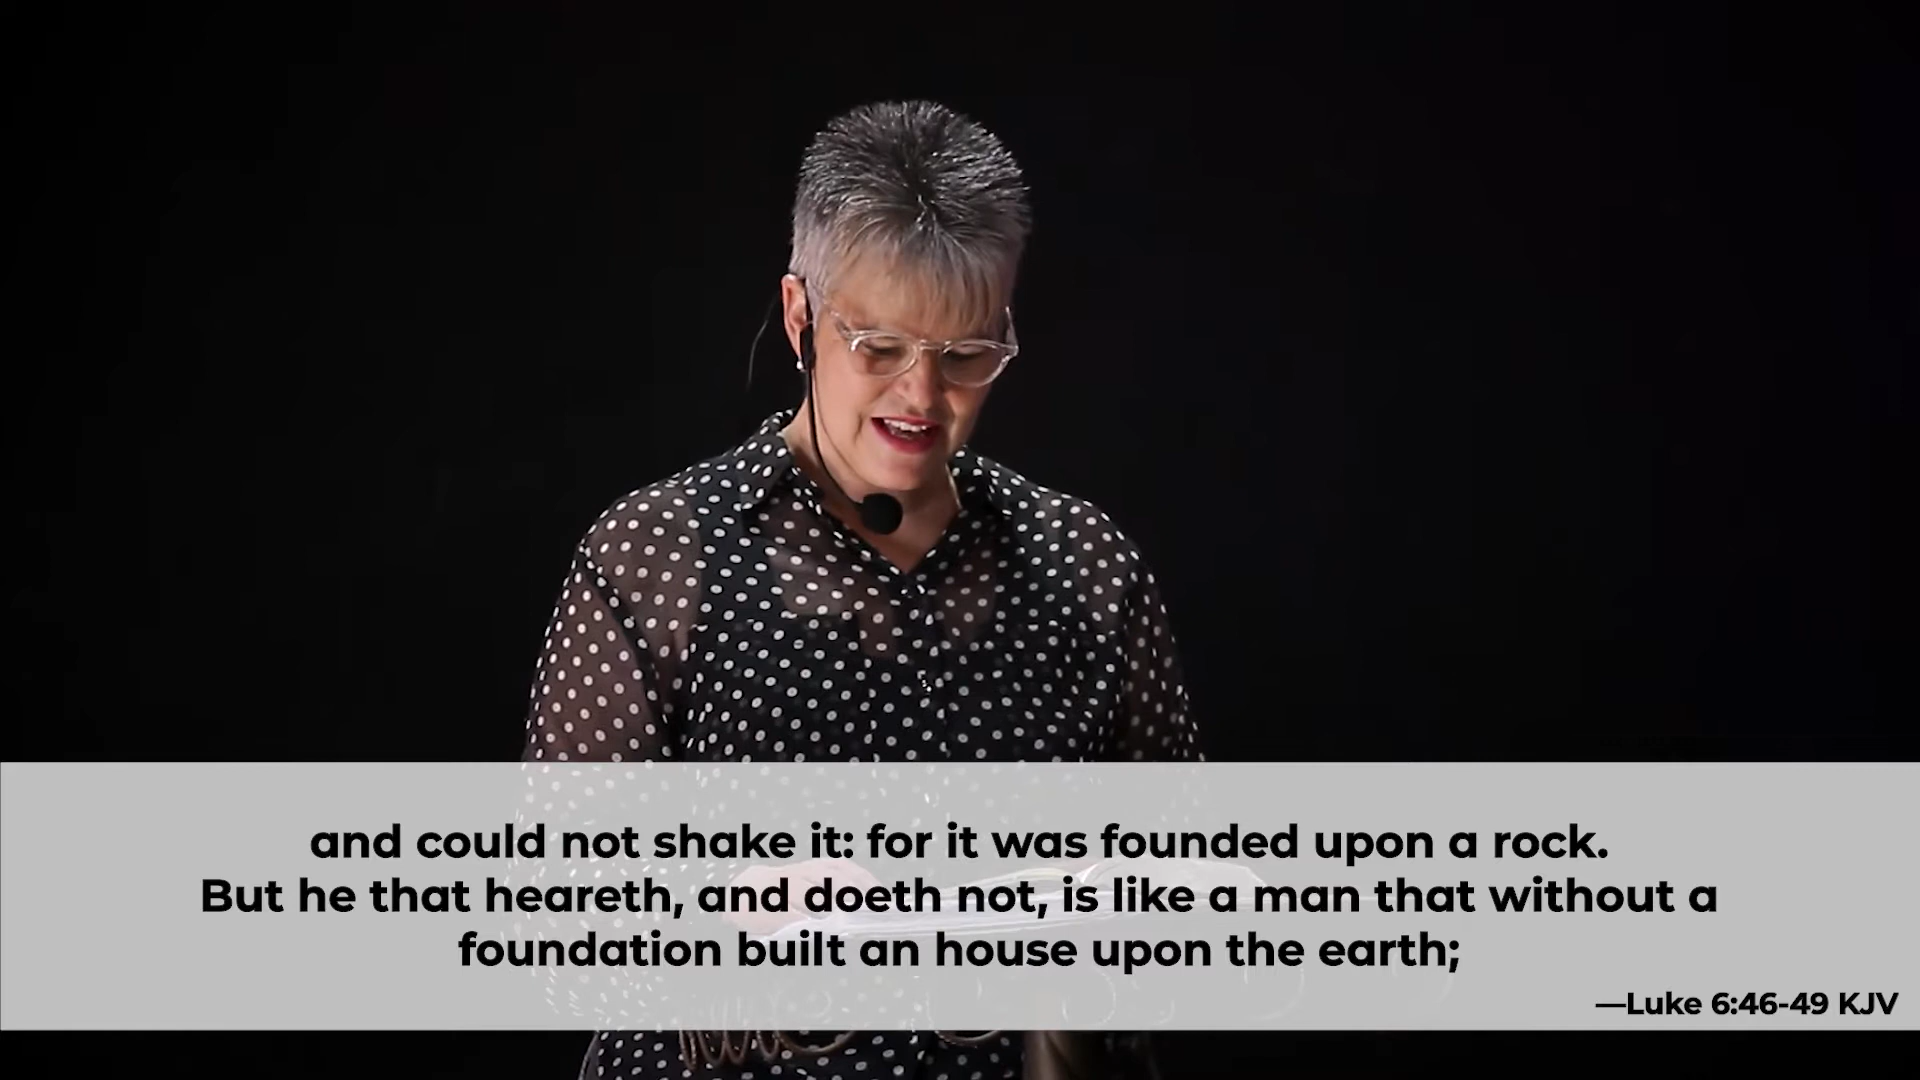 and could not shake it: for it was founded upon a rock.
But he that heareth, and doeth not, is like a man that without a
foundation built an house upon the earth;
—Luke 6:46-49 KJV